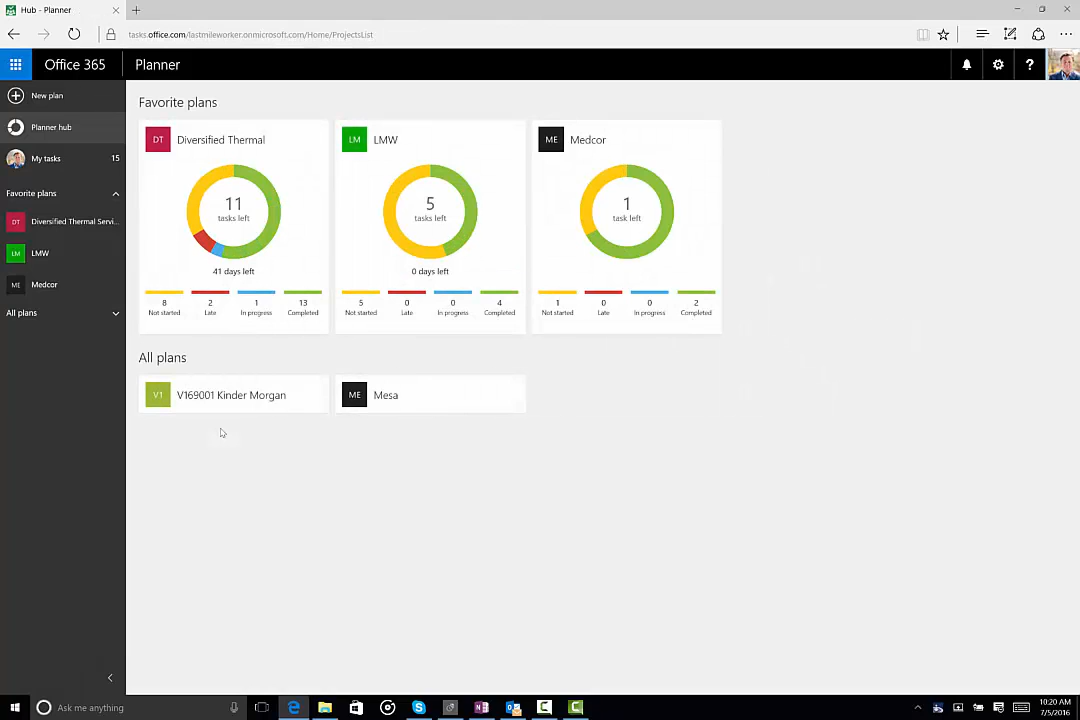 Hub - Planner
tasks.office.com/lastmileworker.onmicrosoft.com/Home/ProjectsList
Office 365
Planner
?
New plan
Planner hub
My tasks 15
Favorite plans
DT Diversified Thermal Servi...
LM LMW
ME Medcor
All plans
Favorite plans
DT Diversified Thermal
11
tasks left
41 days left
8 2 1 13
Not started Late In progress Completed
LM LMW
5
tasks left
0 days left
5 0 0 4
Not started Late In progress Completed
ME Medcor
1
task left
1 0 0 2
Not started Late In progress Completed
All plans
V1 V169001 Kinder Morgan
ME Mesa
Ask me anything
10:20 AM
7/5/2016